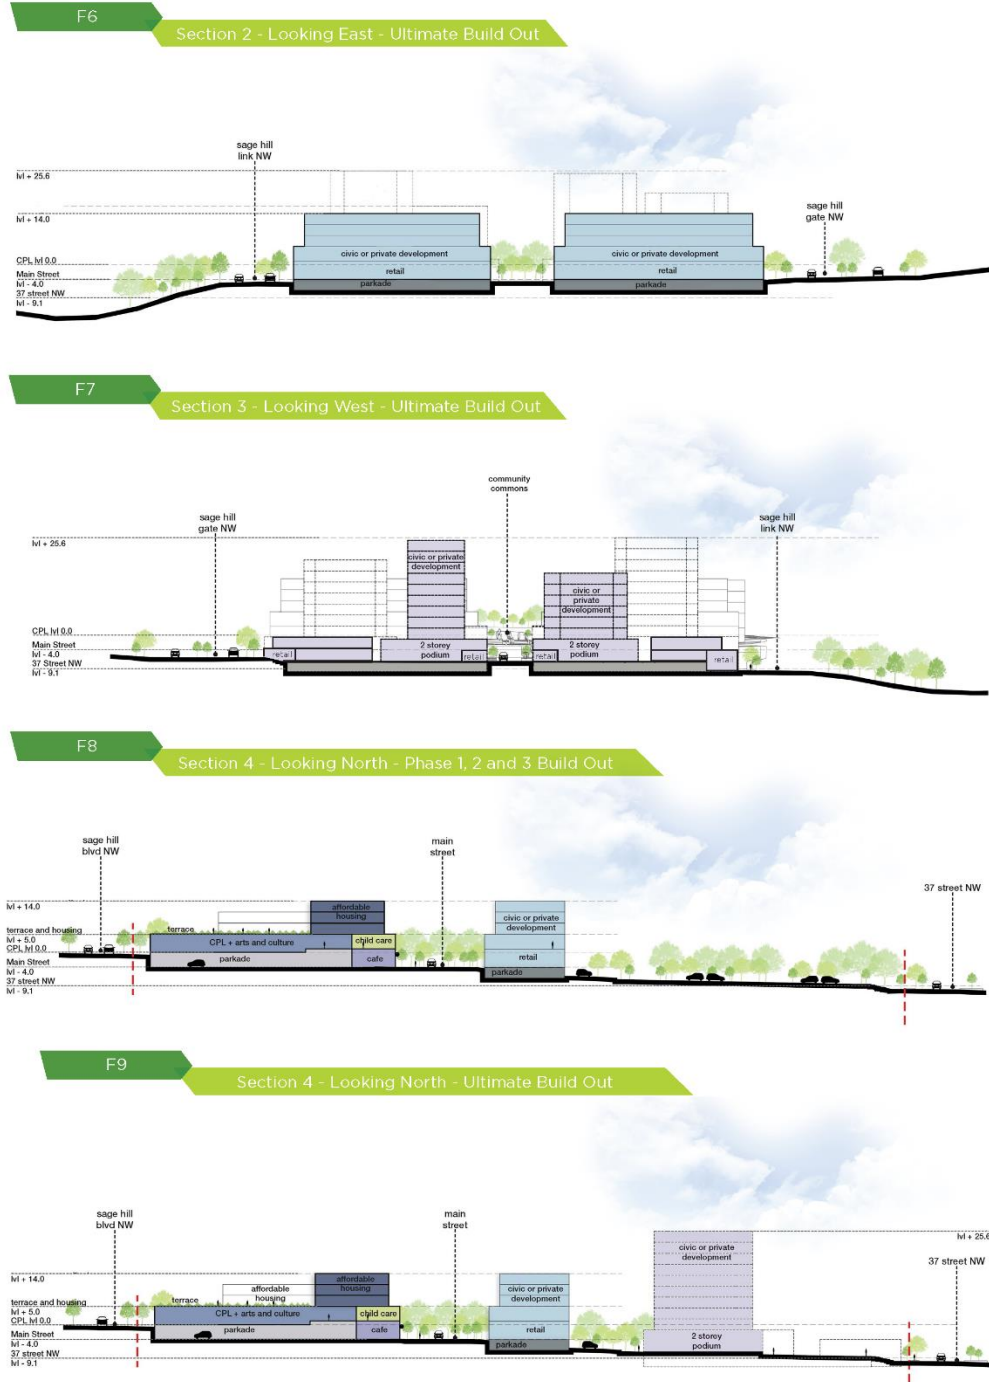 F6
Section 2 - Looking East - Ultimate Build Out
sage hill
link NW
lvl + 25.6
sage hill
gate NW
lvl + 14.0
civic or private development
civic or private development
CPL lvl 0.0
retail
retail
Main Street
lvl - 4.0
parkade
parkade
37 street NW
lvl - 9.1
F7
Section 3 - Looking West - Ultimate Build Out
community
commons
sage hill
gate NW
sage hill
link NW
lvl + 25.6
civic or private
development
civic or
private
development
CPL lvl 0.0
Main Street
lvl - 4.0
37 Street NW
lvl - 9.1
retail
2 storey
podium
retail
retail
2 storey
podium
retail
F8
Section 4 - Looking North - Phase 1, 2 and 3 Build Out
sage hill
blvd NW
main
street
37 street NW
lvl + 14.0
affordable
housing
civic or private
development
terrace and housing
terrace
lvl + 5.0
CPL + arts and culture
child care
CPL lvl 0.0
parkade
cafe
retail
Main Street
lvl - 4.0
parkade
37 street NW
lvl - 9.1
F9
Section 4 - Looking North - Ultimate Build Out
sage hill
blvd NW
main
street
lvl + 25.6
civic or private
development
37 street NW
lvl + 14.0
affordable
housing
affordable
housing
civic or private
development
terrace and housing
terrace
lvl + 5.0
CPL + arts and culture
child care
CPL lvl 0.0
parkade
cafe
retail
Main Street
lvl - 4.0
parkade
2 storey
podium
37 street NW
lvl - 9.1